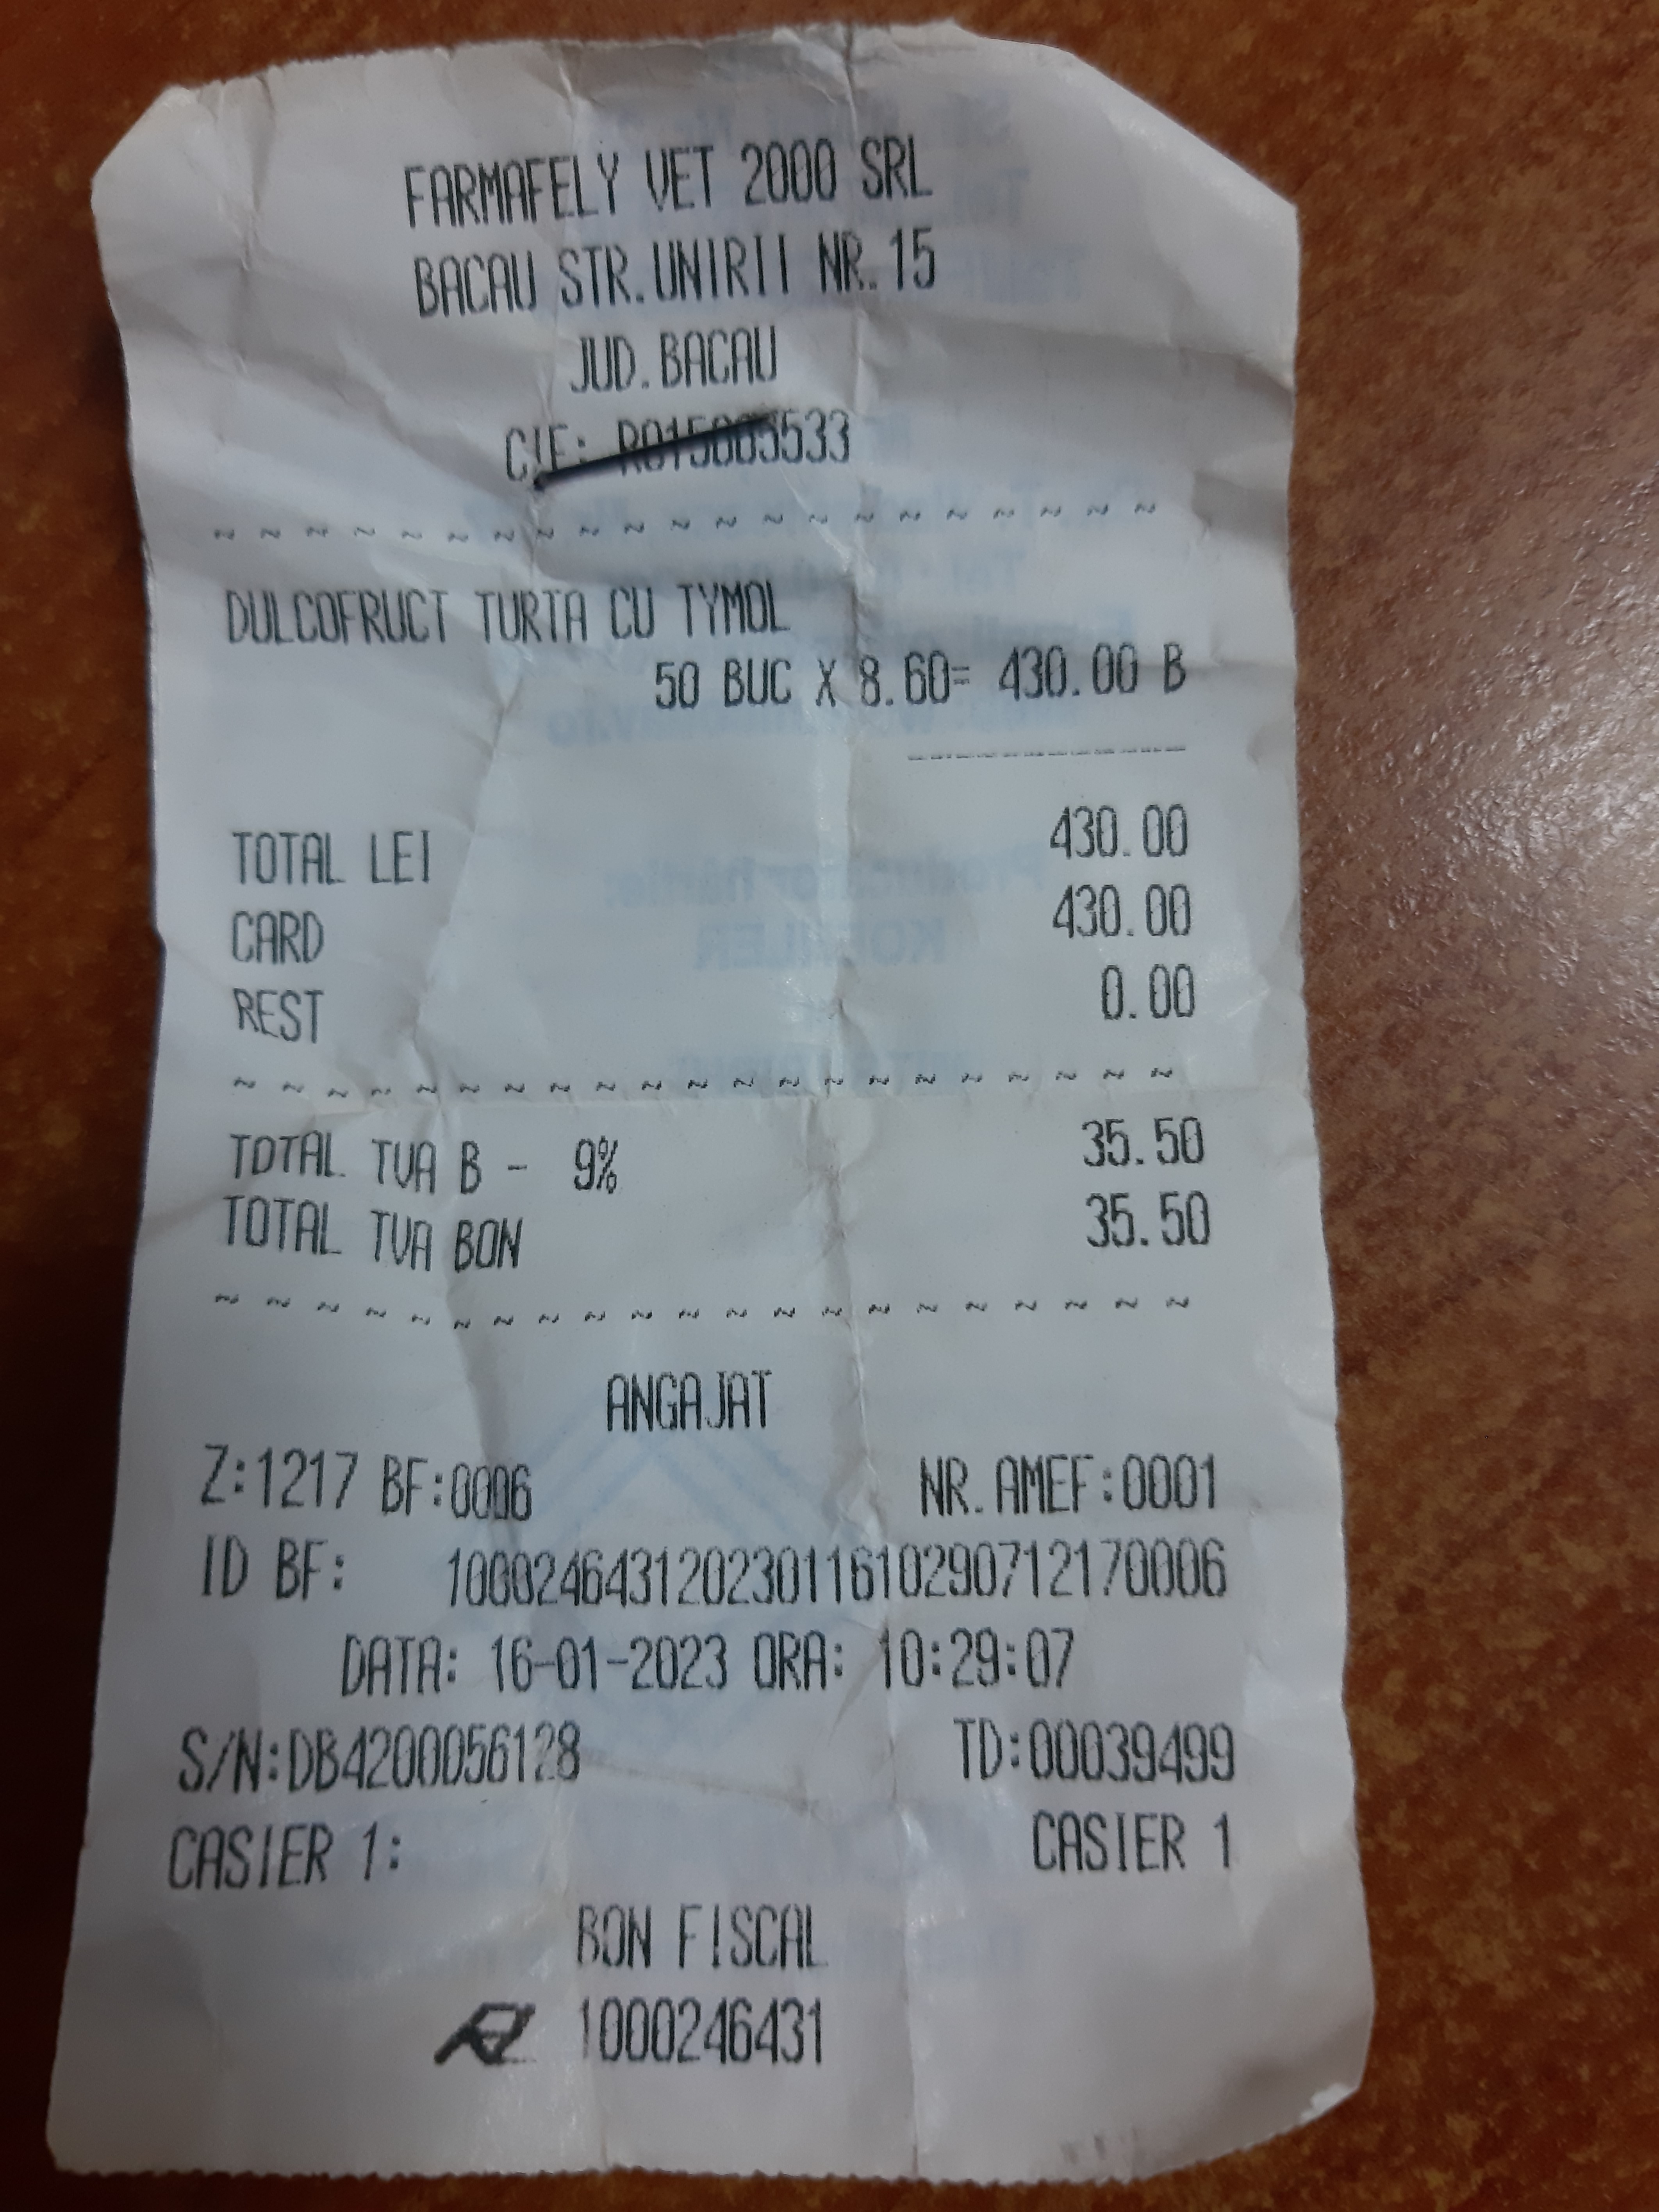 FARMAFELY VET 2000 SRL
BACAU STR.UNIRII NR.15
JUD.BACAU
CIF:
~ ~ ~ ~ ~ ~ ~ ~ ~ ~ ~ ~ ~ ~ ~ ~ ~ ~ ~ ~ ~
DULCOFRUCT TURTA CU TYMOL
50 BUC X 8.60= 430.00 B
TOTAL LEI 430.00
CARD 430.00
REST 0.00
~ ~ ~ ~ ~ ~ ~ ~ ~ ~ ~ ~ ~ ~ ~ ~ ~ ~ ~ ~ ~
TOTAL TVA B - 9% 35.50
TOTAL TVA BON 35.50
~ ~ ~ ~ ~ ~ ~ ~ ~ ~ ~ ~ ~ ~ ~ ~ ~ ~ ~ ~ ~
ANGAJAT
Z:1217 BF:0006 NR.AMEF:0001
ID BF: 10002464312023011610290712170006
DATA: 16-01-2023 ORA: 10:29:07
S/N:DB4200056128 TD:00039499
CASIER 1: CASIER 1
BON FISCAL
1000246431